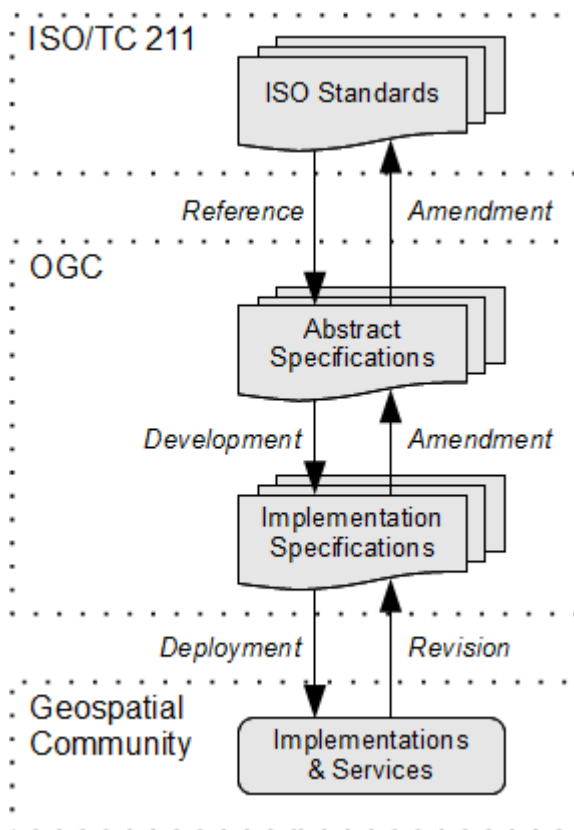 ISO/TC 211
ISO Standards
Reference
Amendment
OGC
Abstract
Specifications
Development
Amendment
Implementation
Specifications
Deployment
Revision
Geospatial
Community
Implementations
& Services